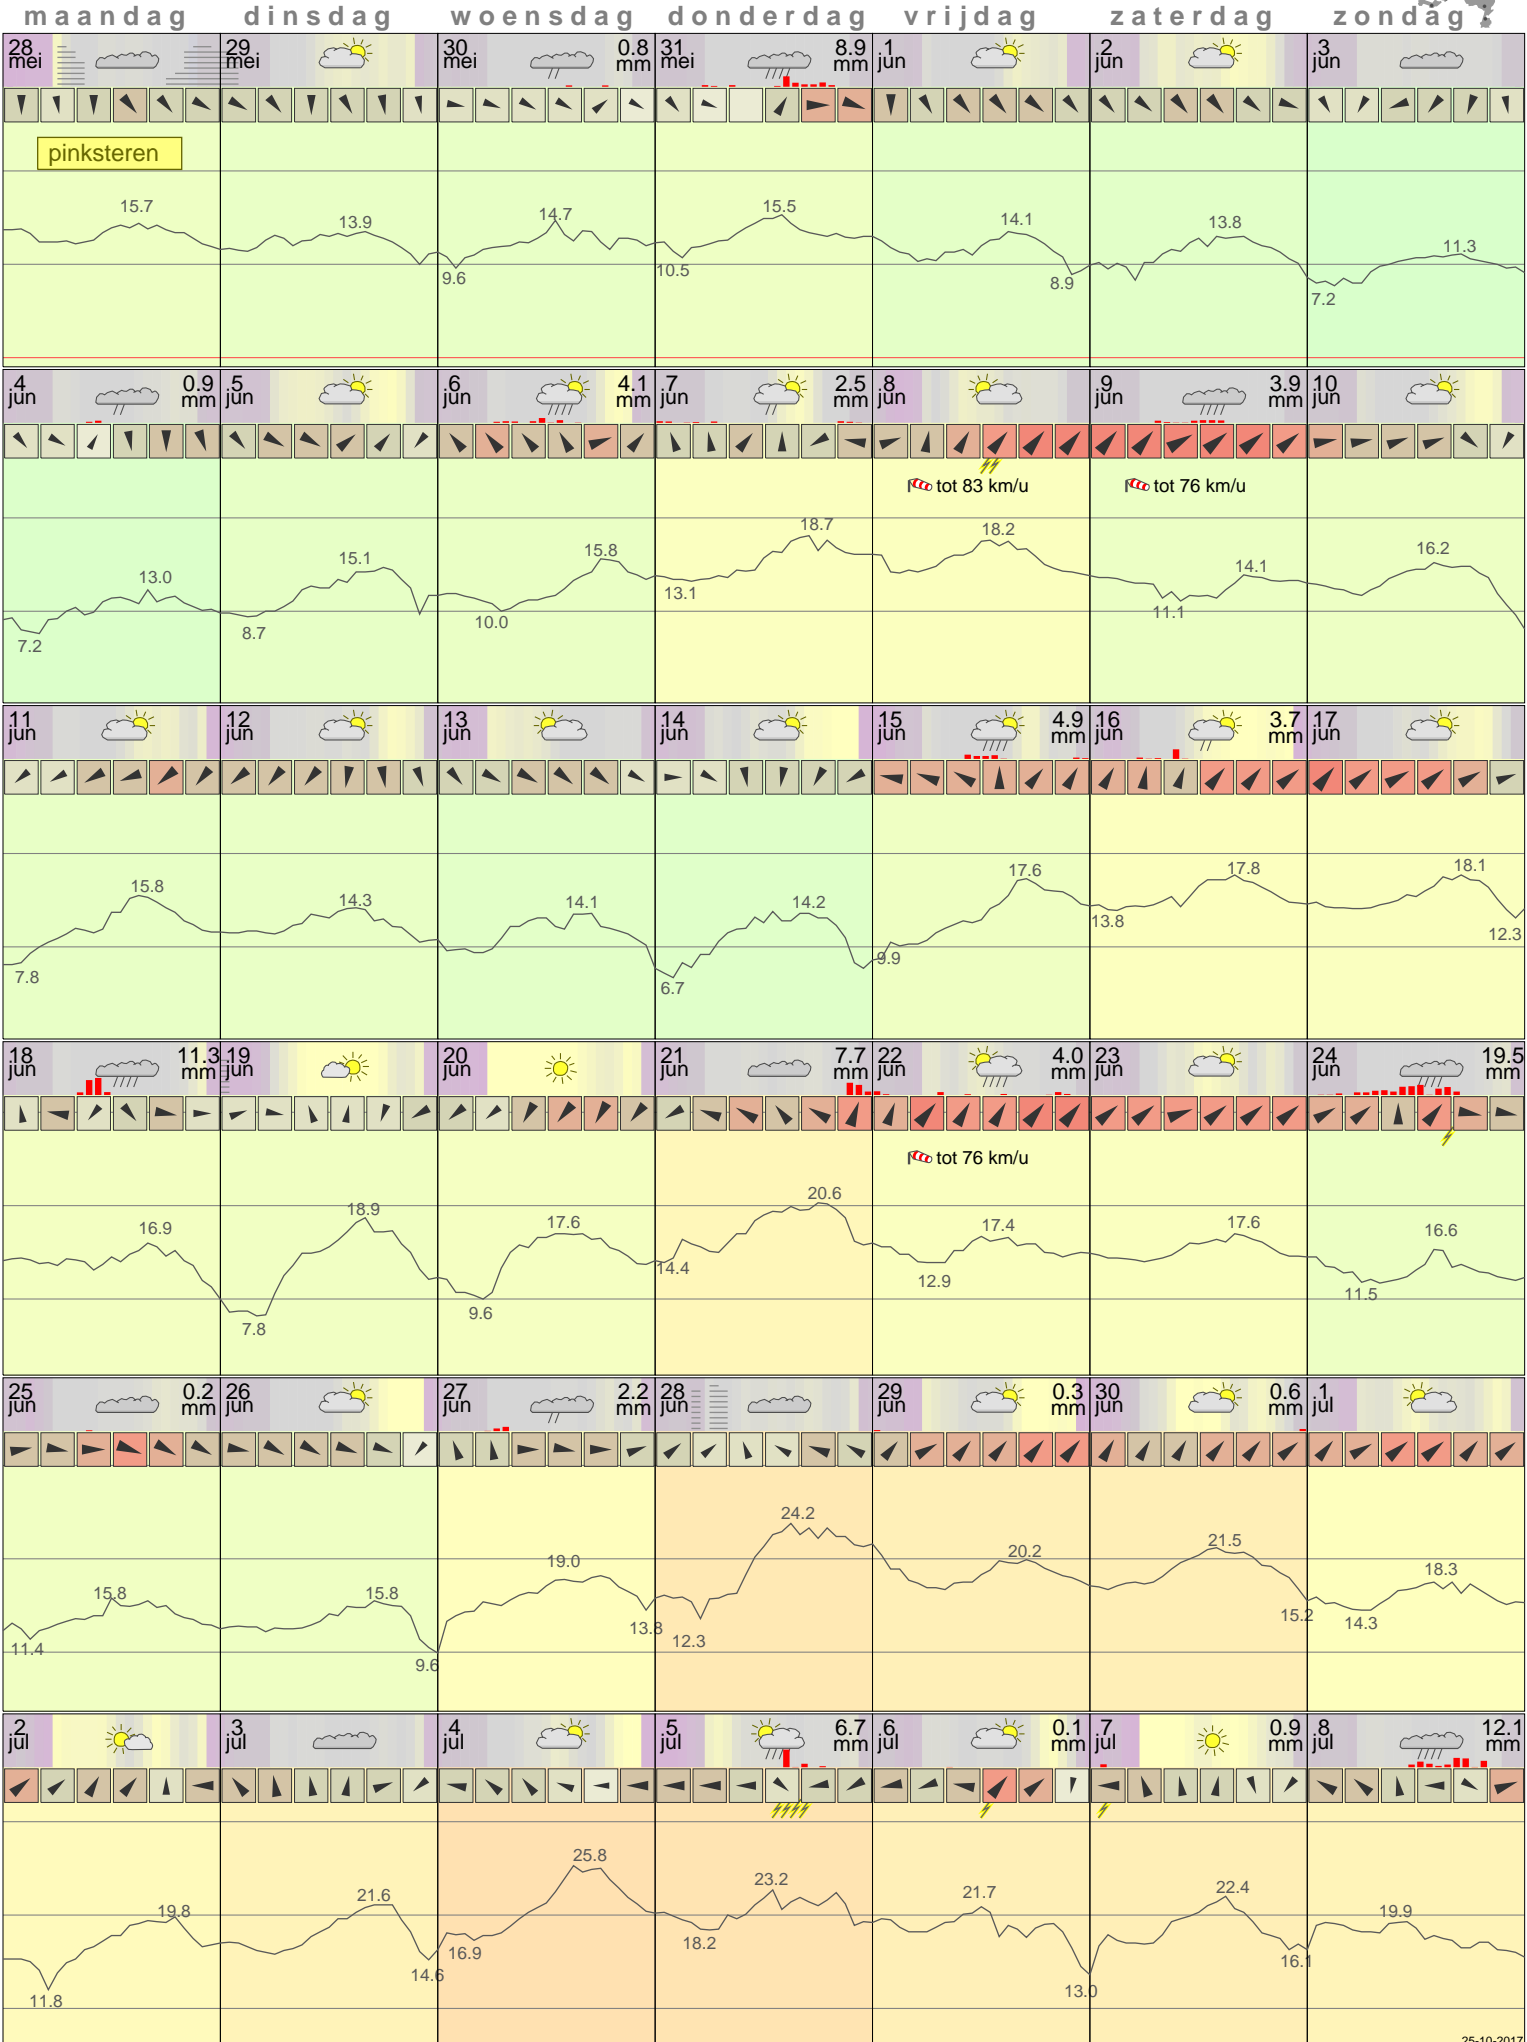 maandag dinsdag woensdag donderdag vrijdag zaterdag zondag
28 29 30 0.8 31 8.9 1 2 3
mei mei mei mm mei mm jun jun jun
pinksteren
15.7 13.9 14.7 15.5 14.1 13.8 11.3
9.6 10.5 8.9 7.2
4 0.9 5 6 4.1 7 2.5 8 9 3.9 10
jun mm jun jun mm jun mm jun jun mm jun
tot 83 km/u tot 76 km/u
13.0 15.1 15.8 18.7 18.2 14.1 16.2
7.2 8.7 10.0 13.1 11.1
11 12 13 14 15 4.9 16 3.7 17
jun jun jun jun jun mm jun mm jun
15.8 14.3 14.1 14.2 17.6 17.8 18.1
7.8 6.7 9.9 13.8 12.3
18 11.3 19 20 21 7.7 22 4.0 23 24 19.5
jun mm jun jun jun mm jun mm jun jun mm
tot 76 km/u
16.9 18.9 17.6 20.6 17.4 17.6 16.6
7.8 9.6 14.4 12.9 11.5
25 0.2 26 27 2.2 28 29 0.3 30 0.6 1
jun mm jun jun mm jun jun mm jun mm jul
15.8 15.8 19.0 24.2 20.2 21.5 18.3
11.4 9.6 13.8 12.3 15.2 14.3
2 3 4 5 6.7 6 0.1 7 0.9 8 12.1
jul jul jul jul mm jul mm jul mm jul mm
19.8 21.6 25.8 23.2 21.7 22.4 19.9
11.8 14.6 16.9 18.2 13.0 16.1
25-10-2017